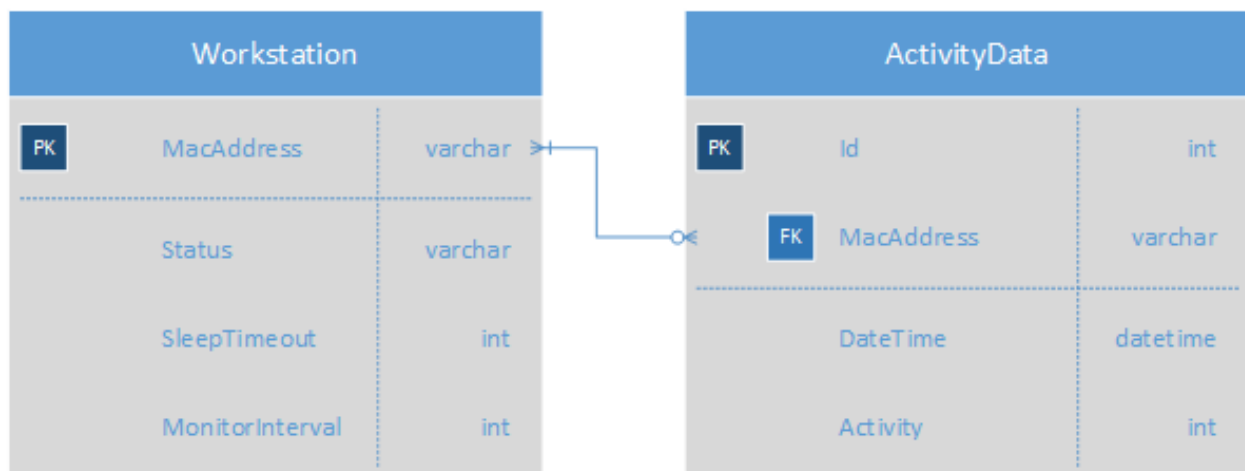 Workstation
PK MacAddress varchar
Status varchar
SleepTimeout int
MonitorInterval int
ActivityData
PK Id int
FK MacAddress varchar
DateTime datetime
Activity int